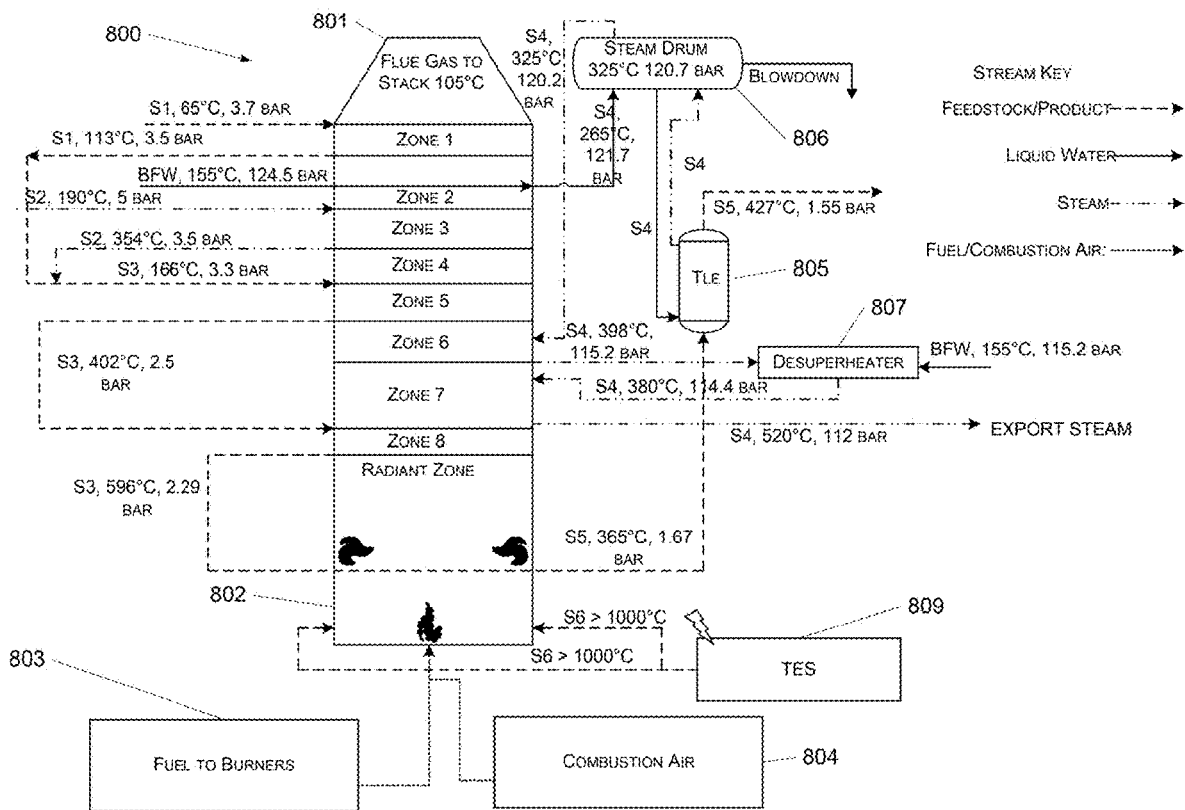 800
801
FLUE GAS TO
STACK 105°C
S1, 65°C, 3.7 BAR
S1, 113°C, 3.5 BAR
BFW, 155°C, 124.5 BAR
S2, 190°C, 5 BAR
S2, 354°C, 3.5 BAR
S3, 166°C, 3.3 BAR
S3, 402°C, 2.5
BAR
S3, 596°C, 2.29
BAR
ZONE 1
ZONE 2
ZONE 3
ZONE 4
ZONE 5
ZONE 6
ZONE 7
ZONE 8
RADIANT ZONE
S4,
325°C
120.2
BAR
S4,
265°C,
121.7
BAR
STEAM DRUM
325°C 120.7 BAR
BLOWDOWN
806
S4
S4
S5, 427°C, 1.55 BAR
TLE
805
807
S4, 398°C,
115.2 BAR
DESUPERHEATER
BFW, 155°C, 115.2 BAR
S4, 380°C, 114.4 BAR
S4, 520°C, 112 BAR
EXPORT STEAM
S5, 365°C, 1.67
BAR
802
S6 > 1000°C
S6 > 1000°C
809
TES
803
FUEL TO BURNERS
COMBUSTION AIR
804
STREAM KEY
FEEDSTOCK/PRODUCT
LIQUID WATER
STEAM
FUEL/COMBUSTION AIR: